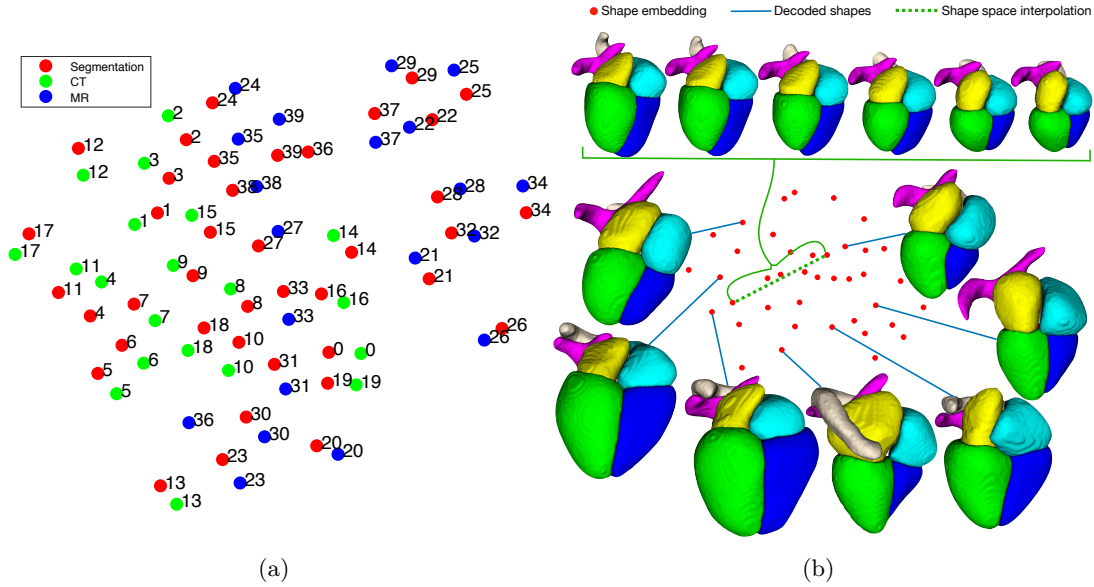 Shape embedding Decoded shapes Shape space interpolation
Segmentation
CT
MR
29
29 25
25
24
24
2
37 22
39 22
2 35 37
12 35 39 36
3
12 3
38 38 28 34
28
1 15 34
1
17 15 27 14 32 32
17 27 14 21
11 9 21
4 9 8
11 7 33 16
4 8 16
7 33
18 26
6 10 26
18 0 0
6 31
5 10
5 31 19 19
36 30
30 20
20
23
13 23
13
(a) (b)